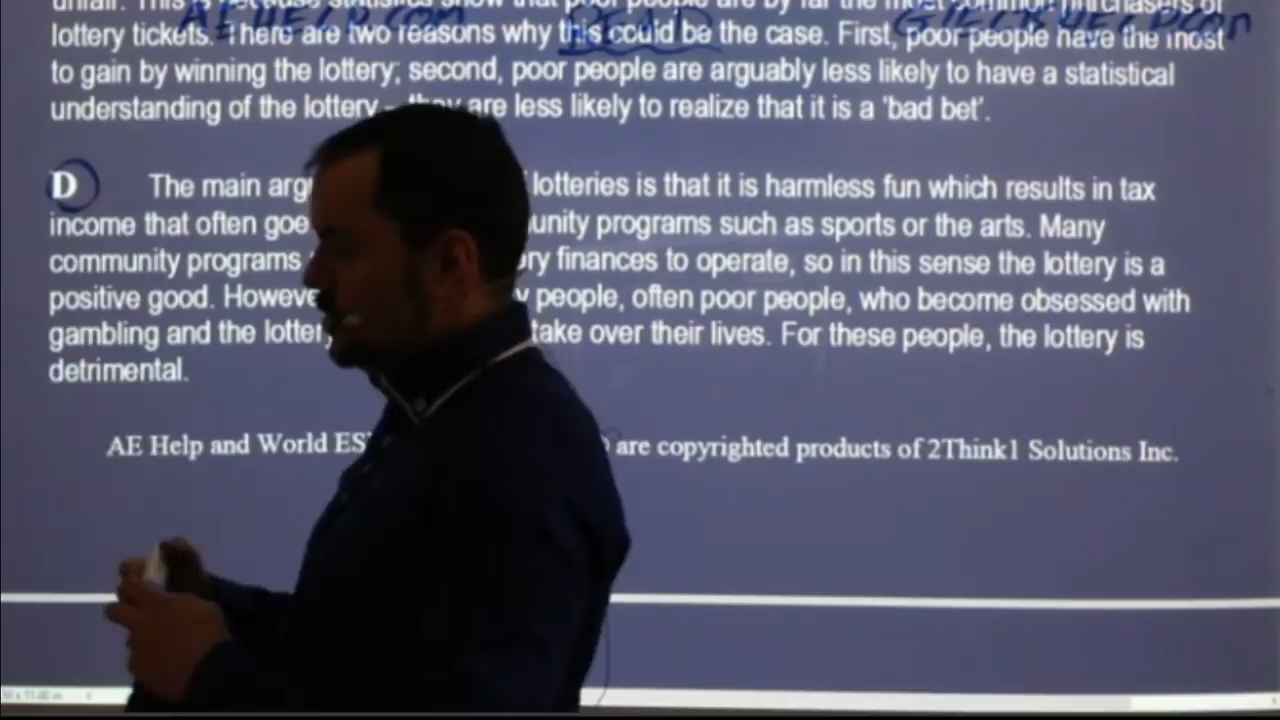 unfair. This is because statistics show that poor people are by far the most common purchasers of
AEHELP.COM READ GIELTSHELP.COM
lottery tickets. There are two reasons why this could be the case. First, poor people have the most
to gain by winning the lottery; second, poor people are arguably less likely to have a statistical
understanding of the lottery – they are less likely to realize that it is a 'bad bet'.
D The main arg lotteries is that it is harmless fun which results in tax
income that often goe unity programs such as sports or the arts. Many
community programs ry finances to operate, so in this sense the lottery is a
positive good. Howeve y people, often poor people, who become obsessed with
gambling and the lotter take over their lives. For these people, the lottery is
detrimental.
AE Help and World ES are copyrighted products of 2Think1 Solutions Inc.